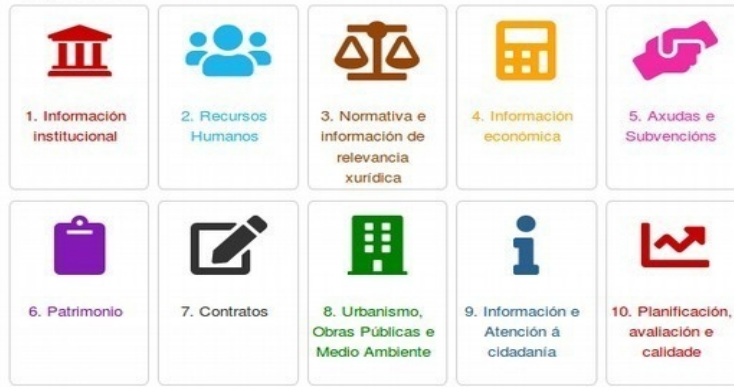 1. Información
institucional
2. Recursos
Humanos
3. Normativa e
información de
relevancia
xurídica
4. Información
económica
5. Axudas e
Subvencións
6. Patrimonio
7. Contratos
8. Urbanismo,
Obras Públicas e
Medio Ambiente
9. Información e
Atención á
cidadanía
10. Planificación,
avaliación e
calidade